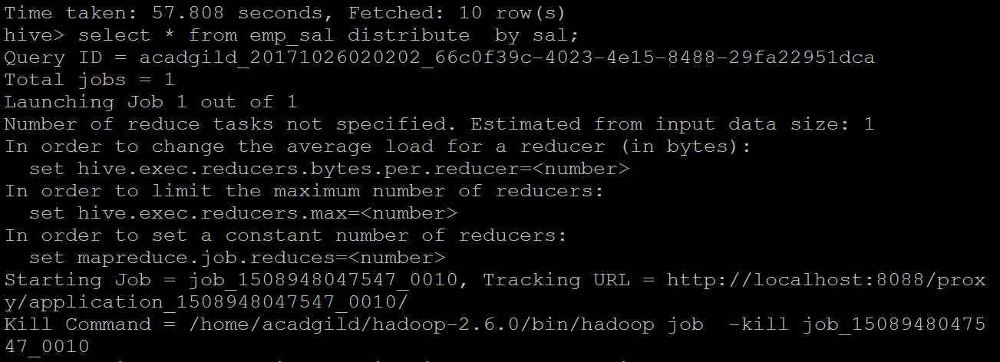 Time taken: 57.808 seconds, Fetched: 10 row(s)
hive> select * from emp_sal distribute  by sal;
Query ID = acadgild_20171026020202_66c0f39c-4023-4e15-8488-29fa22951dca
Total jobs = 1
Launching Job 1 out of 1
Number of reduce tasks not specified. Estimated from input data size: 1
In order to change the average load for a reducer (in bytes):
  set hive.exec.reducers.bytes.per.reducer=<number>
In order to limit the maximum number of reducers:
  set hive.exec.reducers.max=<number>
In order to set a constant number of reducers:
  set mapreduce.job.reduces=<number>
Starting Job = job_1508948047547_0010, Tracking URL = http://localhost:8088/prox
y/application_1508948047547_0010/
Kill Command = /home/acadgild/hadoop-2.6.0/bin/hadoop job  -kill job_15089480475
47_0010